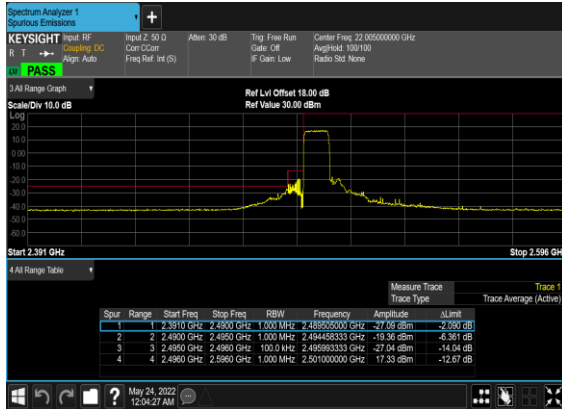 Spectrum Analyzer 1
Spurious Emissions
+
KEYSIGHT Input: RF Input Z: 50 Ω Atten: 30 dB Trig: Free Run Center Freq: 22.005000000 GHz
R T Coupling: DC Corr CCorr Gate: Off Avg|Hold: 100/100
Align: Auto Freq Ref: Int (S) IF Gain: Low Radio Std: None
PASS
3 All Range Graph Ref Lvl Offset 18.00 dB
Scale/Div 10.0 dB Ref Value 30.00 dBm
Log
20.0
10.0
0.00
-10.0
-20.0
-30.0
-40.0
-50.0
-60.0
Start 2.391 GHz Stop 2.596 GH
4 All Range Table
Measure Trace Trace 1
Trace Type Trace Average (Active)
Spur Range Start Freq Stop Freq RBW Frequency Amplitude ΔLimit
1 1 2.3910 GHz 2.4900 GHz 1.000 MHz 2.489505000 GHz -27.09 dBm -2.090 dB
2 2 2.4900 GHz 2.4950 GHz 1.000 MHz 2.494458333 GHz -19.36 dBm -6.361 dB
3 3 2.4950 GHz 2.4960 GHz 100.0 kHz 2.495993333 GHz -27.04 dBm -14.04 dB
4 4 2.4960 GHz 2.5960 GHz 1.000 MHz 2.501000000 GHz 17.33 dBm -12.67 dB
? May 24, 2022
12:04:27 AM